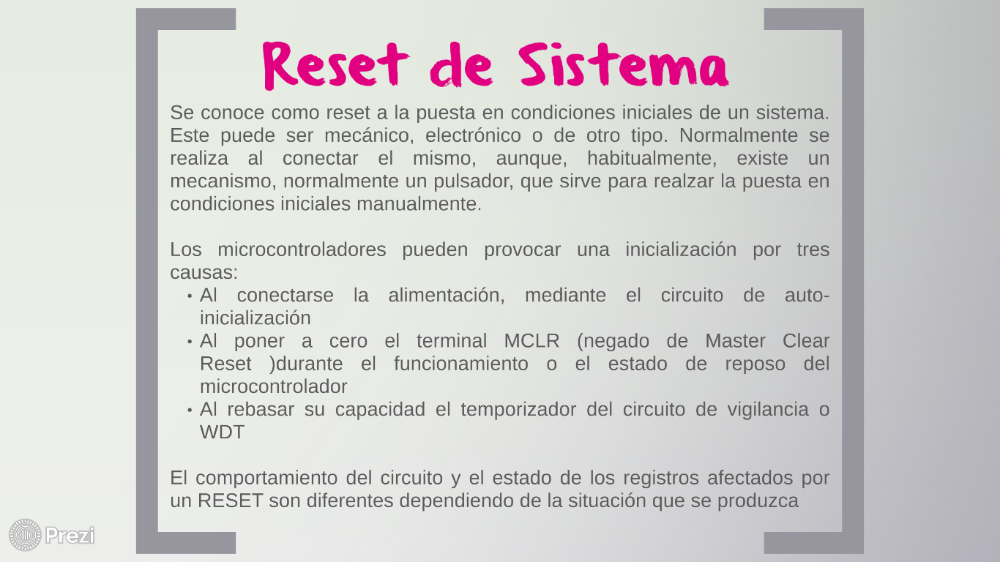 Reset de Sistema
Se conoce como reset a la puesta en condiciones iniciales de un sistema.
Este puede ser mecánico, electrónico o de otro tipo. Normalmente se
realiza al conectar el mismo, aunque, habitualmente, existe un
mecanismo, normalmente un pulsador, que sirve para realzar la puesta en
condiciones iniciales manualmente.
Los microcontroladores pueden provocar una inicialización por tres
causas:
• Al conectarse la alimentación, mediante el circuito de auto-
inicialización
• Al poner a cero el terminal MCLR (negado de Master Clear
Reset )durante el funcionamiento o el estado de reposo del
microcontrolador
• Al rebasar su capacidad el temporizador del circuito de vigilancia o
WDT
El comportamiento del circuito y el estado de los registros afectados por
un RESET son diferentes dependiendo de la situación que se produzca
Prezi